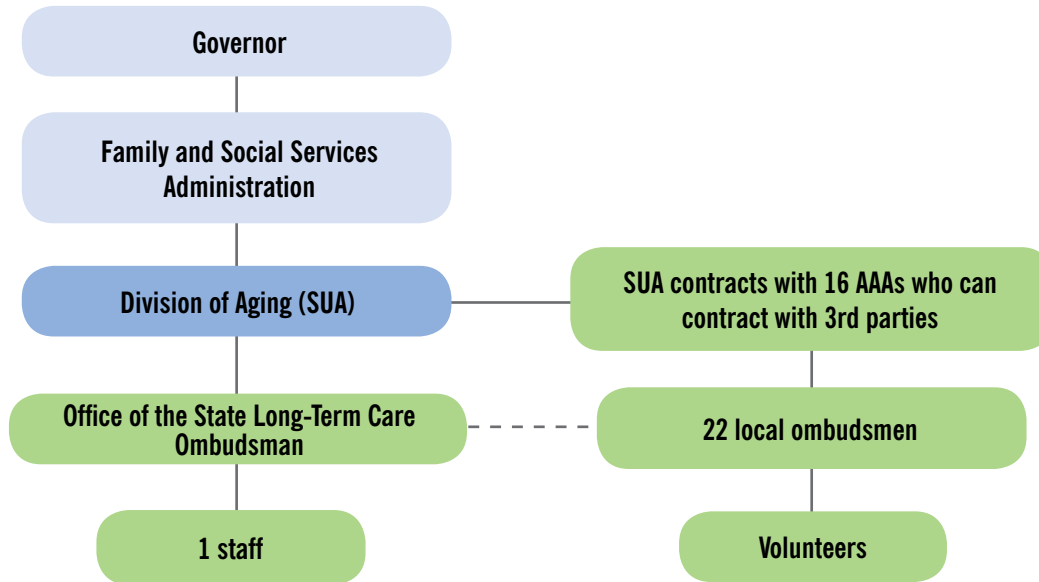 Governor
Family and Social Services
Administration
Division of Aging (SUA)
SUA contracts with 16 AAAs who can
contract with 3rd parties
Office of the State Long-Term Care
Ombudsman
22 local ombudsmen
1 staff
Volunteers